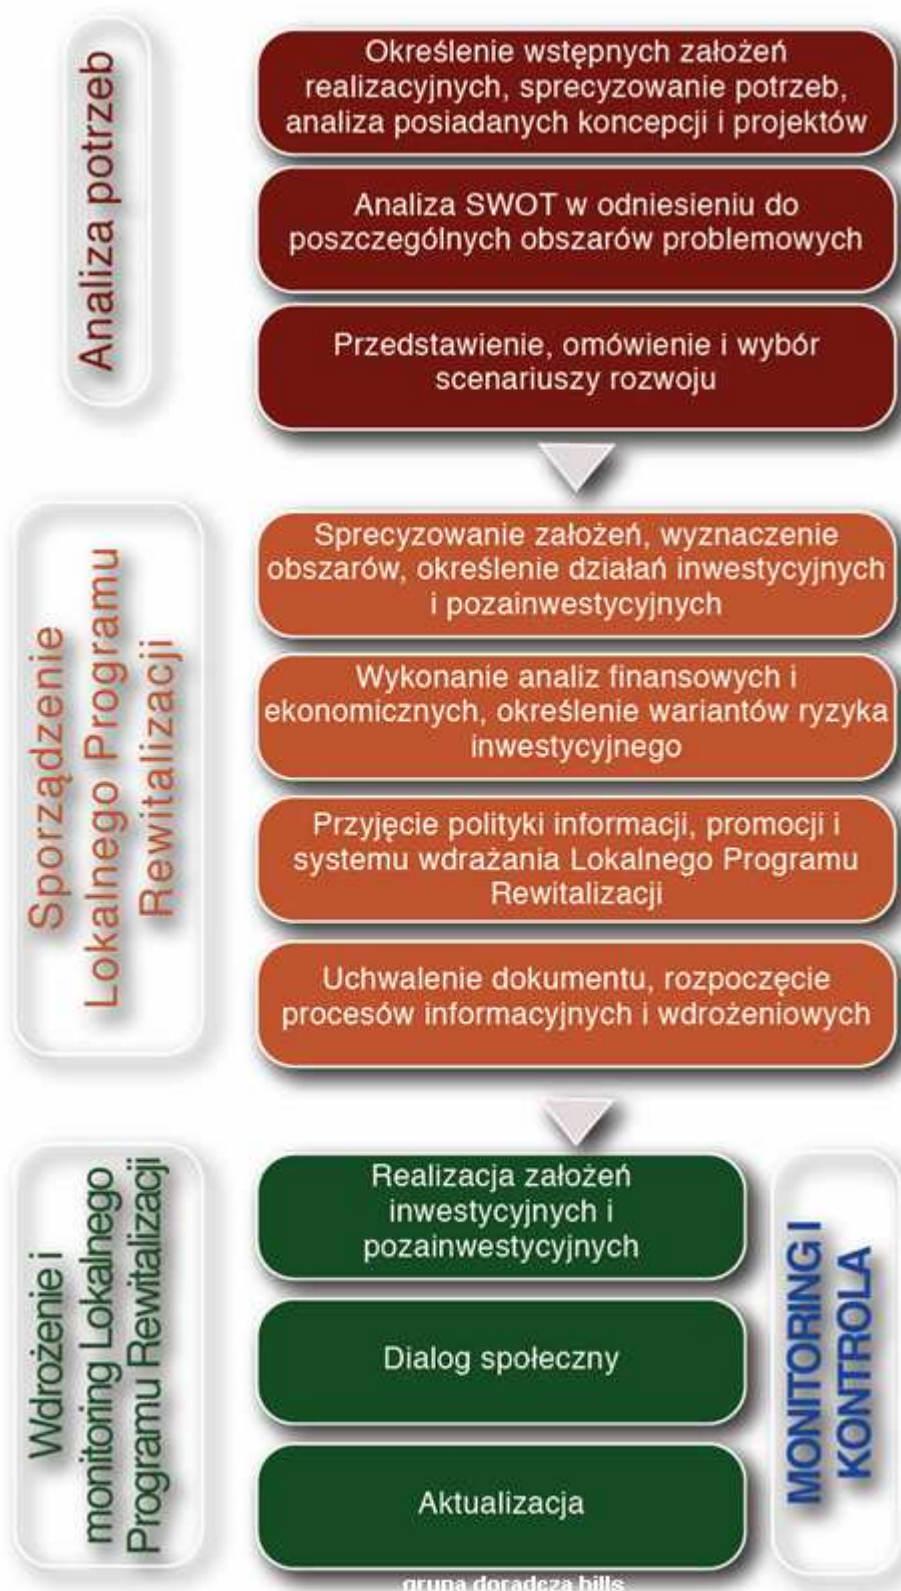 Analiza potrzeb
Określenie wstępnych założeń
realizacyjnych, sprecyzowanie potrzeb,
analiza posiadanych koncepcji i projektów
Analiza SWOT w odniesieniu do
poszczególnych obszarów problemowych
Przedstawienie, omówienie i wybór
scenariuszy rozwoju
Sporządzenie
Lokalnego Programu
Rewitalizacji
Sprecyzowanie założeń, wyznaczenie
obszarów, określenie działań inwestycyjnych
i pozainwestycyjnych
Wykonanie analiz finansowych i
ekonomicznych, określenie wariantów ryzyka
inwestycyjnego
Przyjęcie polityki informacji, promocji i
systemu wdrażania Lokalnego Programu
Rewitalizacji
Uchwalenie dokumentu, rozpoczęcie
procesów informacyjnych i wdrożeniowych
Wdrożenie i
monitoring Lokalnego
Programu Rewitalizacji
Realizacja założeń
inwestycyjnych i
pozainwestycyjnych
Dialog społeczny
Aktualizacja
MONITORING I
KONTROLA
grupa doradcza bills